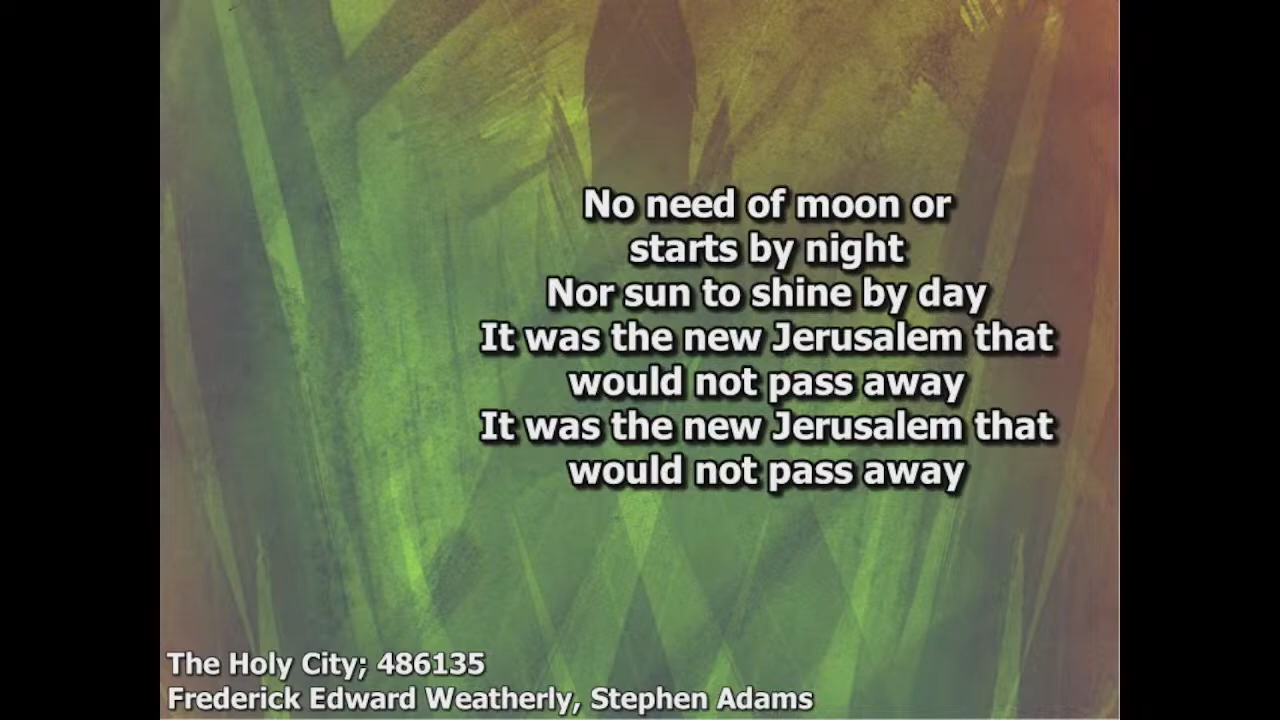 No need of moon or
starts by night
Nor sun to shine by day
It was the new Jerusalem that
would not pass away
It was the new Jerusalem that
would not pass away
The Holy City; 486135
Frederick Edward Weatherly, Stephen Adams